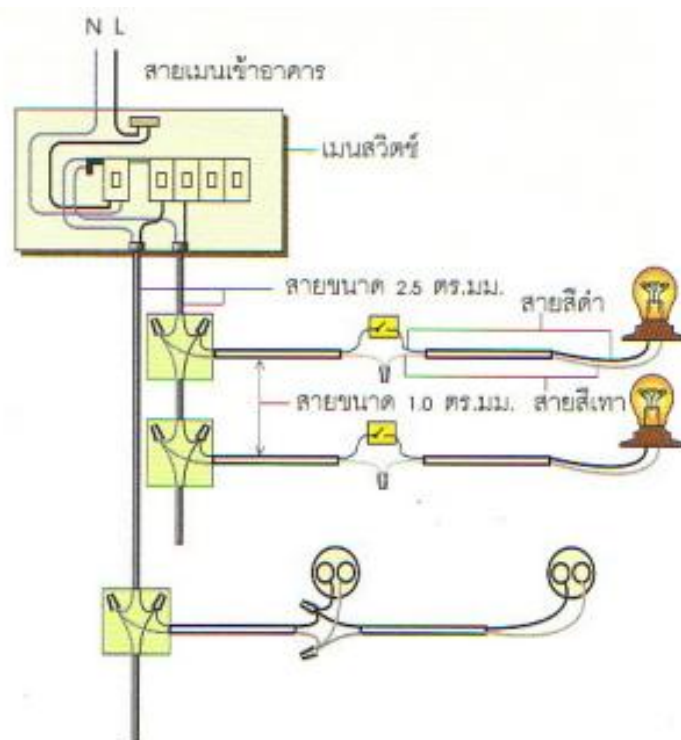 N L
สายเมนเข้าอาคาร
เมนสวิตช์
สายขนาด 2.5 ตร.มม.
สายสีดำ
สายขนาด 1.0 ตร.มม.
สายสีเทา